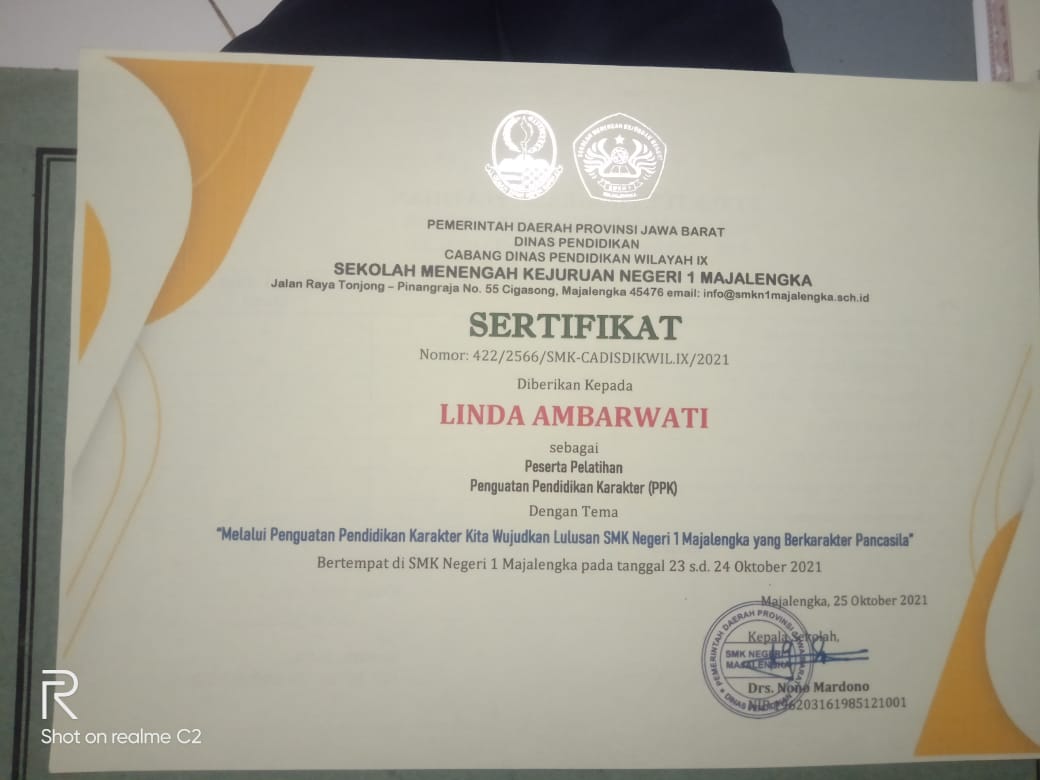 PEMERINTAH DAERAH PROVINSI JAWA BARAT
DINAS PENDIDIKAN
CABANG DINAS PENDIDIKAN WILAYAH IX
SEKOLAH MENENGAH KEJURUAN NEGERI 1 MAJALENGKA
Jalan Raya Tonjong – Pinangraja No. 55 Cigasong, Majalengka 45476 email: info@smkn1majalengka.sch.id
SERTIFIKAT
Nomor: 422/2566/SMK-CADISDIKWIL.IX/2021
Diberikan Kepada
LINDA AMBARWATI
sebagai
Peserta Pelatihan
Penguatan Pendidikan Karakter (PPK)
Dengan Tema
"Melalui Penguatan Pendidikan Karakter Kita Wujudkan Lulusan SMK Negeri 1 Majalengka yang Berkarakter Pancasila"
Bertempat di SMK Negeri 1 Majalengka pada tanggal 23 s.d. 24 Oktober 2021
Majalengka, 25 Oktober 2021
Kepala Sekolah,
PEMERINTAH DAERAH PROVINSI JAWA BARAT
SMK NEGERI 1
MAJALENGKA
DINAS PENDIDIKAN
Drs. Nono Mardono
NIP. 196203161985121001
R
Shot on realme C2